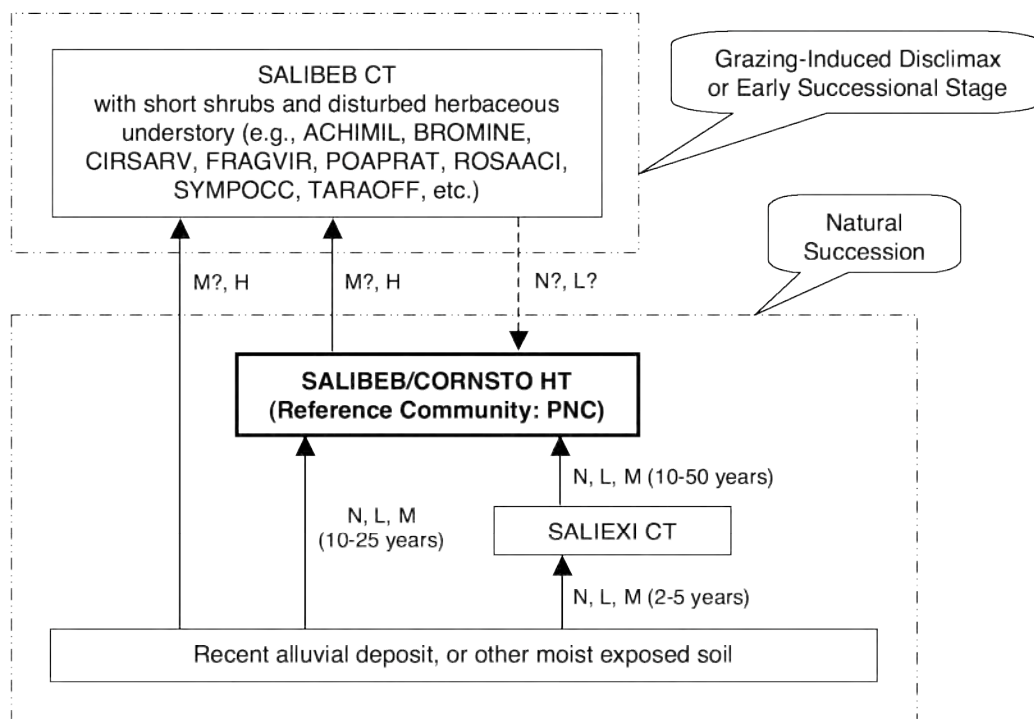 Grazing-Induced Disclimax
or Early Successional Stage
SALIBEB CT
with short shrubs and disturbed herbaceous
understory (e.g., ACHIMIL, BROMINE,
CIRSARV, FRAGVIR, POAPRAT, ROSAACI,
SYMPOCC, TARAOFF, etc.)
Natural
Succession
M?, H
M?, H
N?, L?
SALIBEB/CORNSTO HT
(Reference Community: PNC)
N, L, M (10-50 years)
N, L, M
(10-25 years)
SALIEXI CT
N, L, M (2-5 years)
Recent alluvial deposit, or other moist exposed soil